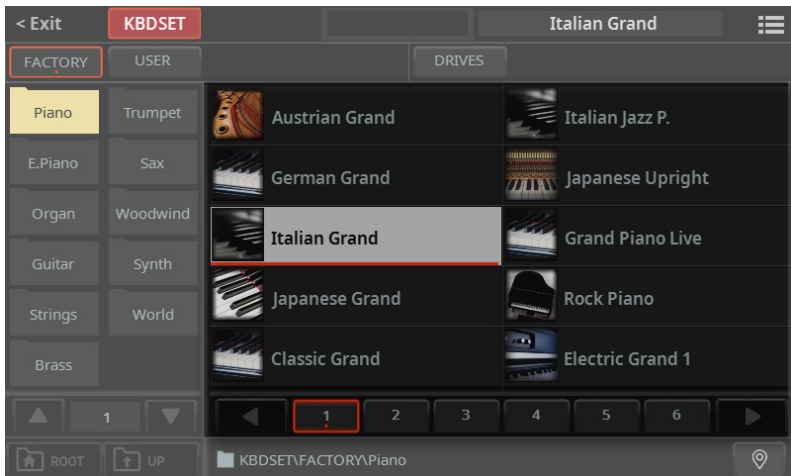 < Exit KBDSET Italian Grand
FACTORY USER DRIVES
Piano Trumpet Austrian Grand Italian Jazz P.
E.Piano Sax German Grand Japanese Upright
Organ Woodwind Italian Grand Grand Piano Live
Guitar Synth Japanese Grand Rock Piano
Strings World Classic Grand Electric Grand 1
Brass
1 1 2 3 4 5 6
ROOT UP KBDSET\FACTORY\Piano